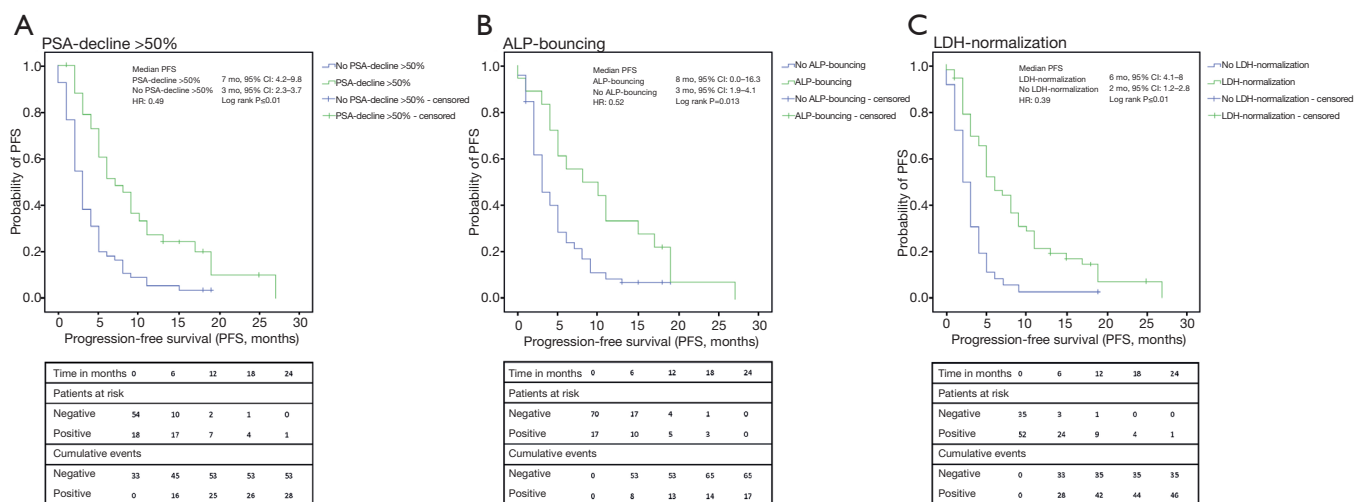 A
PSA-decline >50%
Median PFS
PSA-decline >50% 7 mo, 95% CI: 4.2–9.8
No PSA-decline >50% 3 mo, 95% CI: 2.3–3.7
HR: 0.49 Log rank P≤0.01
No PSA-decline >50%
PSA-decline >50%
No PSA-decline >50% - censored
PSA-decline >50% - censored
Probability of PFS
1.0
0.8
0.6
0.4
0.2
0.0
0 5 10 15 20 25 30
Progression-free survival (PFS, months)
Time in months 0 6 12 18 24
Patients at risk
Negative 54 10 2 1 0
Positive 18 17 7 4 1
Cumulative events
Negative 33 45 53 53 53
Positive 0 16 25 26 28
B
ALP-bouncing
Median PFS
ALP-bouncing 8 mo, 95% CI: 0.0–16.3
No ALP-bouncing 3 mo, 95% CI: 1.9–4.1
HR: 0.52 Log rank P=0.013
No ALP-bouncing
ALP-bouncing
No ALP-bouncing - censored
ALP-bouncing - censored
Probability of PFS
1.0
0.8
0.6
0.4
0.2
0.0
0 5 10 15 20 25 30
Progression-free survival (PFS, months)
Time in months 0 6 12 18 24
Patients at risk
Negative 70 17 4 1 0
Positive 17 10 5 3 0
Cumulative events
Negative 0 53 53 65 65
Positive 0 8 13 14 17
C
LDH-normalization
Median PFS
LDH-normalization 6 mo, 95% CI: 4.1–8
No LDH-normalization 2 mo, 95% CI: 1.2–2.8
HR: 0.39 Log rank P≤0.01
No LDH-normalization
LDH-normalization
No LDH-normalization - censored
LDH-normalization - censored
Probability of PFS
1.0
0.8
0.6
0.4
0.2
0.0
0 5 10 15 20 25 30
Progression-free survival (PFS, months)
Time in months 0 6 12 18 24
Patients at risk
Negative 35 3 1 0 0
Positive 52 24 9 4 1
Cumulative events
Negative 0 33 35 35 35
Positive 0 28 42 44 46